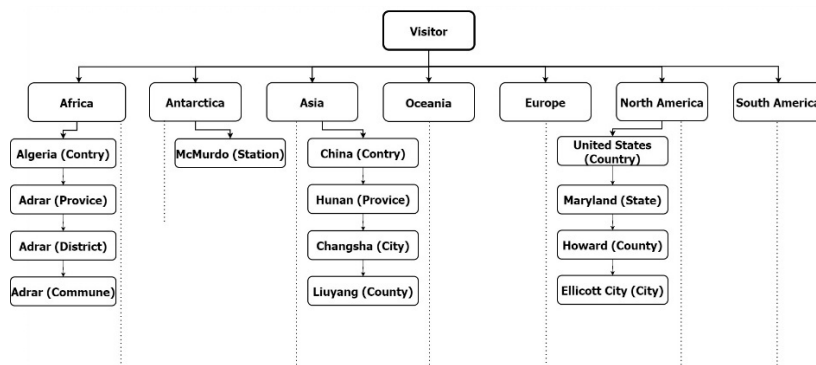 Visitor
Africa
Antarctica
Asia
Oceania
Europe
North America
South America
Algeria (Contry)
McMurdo (Station)
China (Contry)
United States
(Country)
Adrar (Provice)
Hunan (Provice)
Maryland (State)
Adrar (District)
Changsha (City)
Howard (County)
Adrar (Commune)
Liuyang (County)
Ellicott City (City)